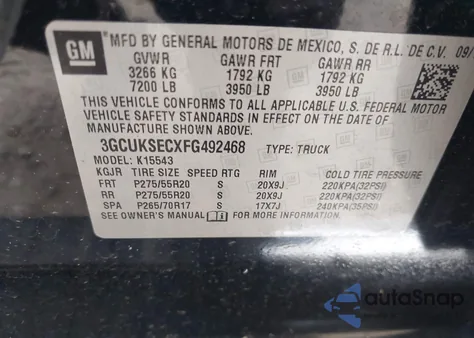 GM MFD BY GENERAL MOTORS DE MEXICO, S. DE R.L. DE C.V. 09/
GVWR GAWR FRT GAWR RR
3266 KG 1792 KG 1792 KG
7200 LB 3950 LB 3950 LB
THIS VEHICLE CONFORMS TO ALL APPLICABLE U.S. FEDERAL MOTOR
VEHICLE SAFETY STANDARDS IN EFFECT ON THE DATE OF
MANUFACTURE SHOWN ABOVE.
3GCUKSECXFG492468 TYPE: TRUCK
MODEL: K15543
KGJR TIRE SIZE SPEED RTG RIM COLD TIRE PRESSURE
FRT P275/55R20 S 20X9J 220KPA(32PSI)
RR P275/55R20 S 20X9J 220KPA(32PSI)
SPA P265/70R17 S 17X7J 240KPA(35PSI)
SEE OWNER'S MANUAL FOR MORE INFORMATION.
autoSnap